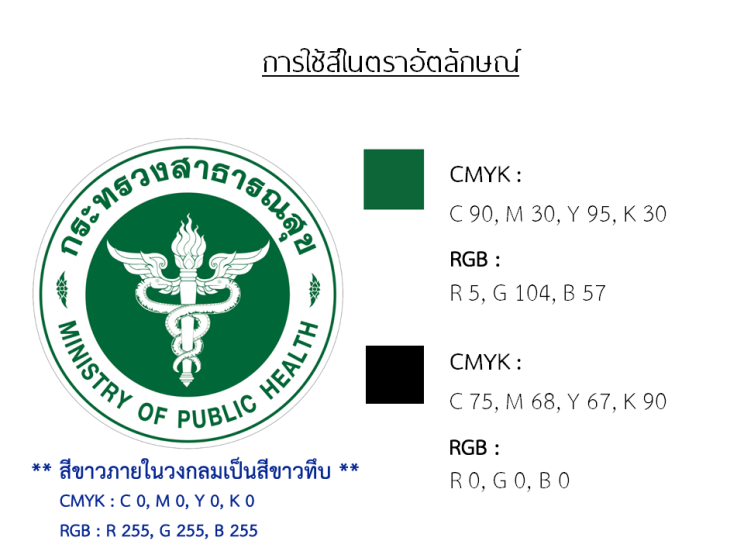 การใช้สีในตราอัตลักษณ์
กระทรวงสาธารณสุข
MINISTRY OF PUBLIC HEALTH
CMYK :
C 90, M 30, Y 95, K 30
RGB :
R 5, G 104, B 57
CMYK :
C 75, M 68, Y 67, K 90
RGB :
R 0, G 0, B 0
** สีขาวภายในวงกลมเป็นสีขาวทึบ **
CMYK : C 0, M 0, Y 0, K 0
RGB : R 255, G 255, B 255